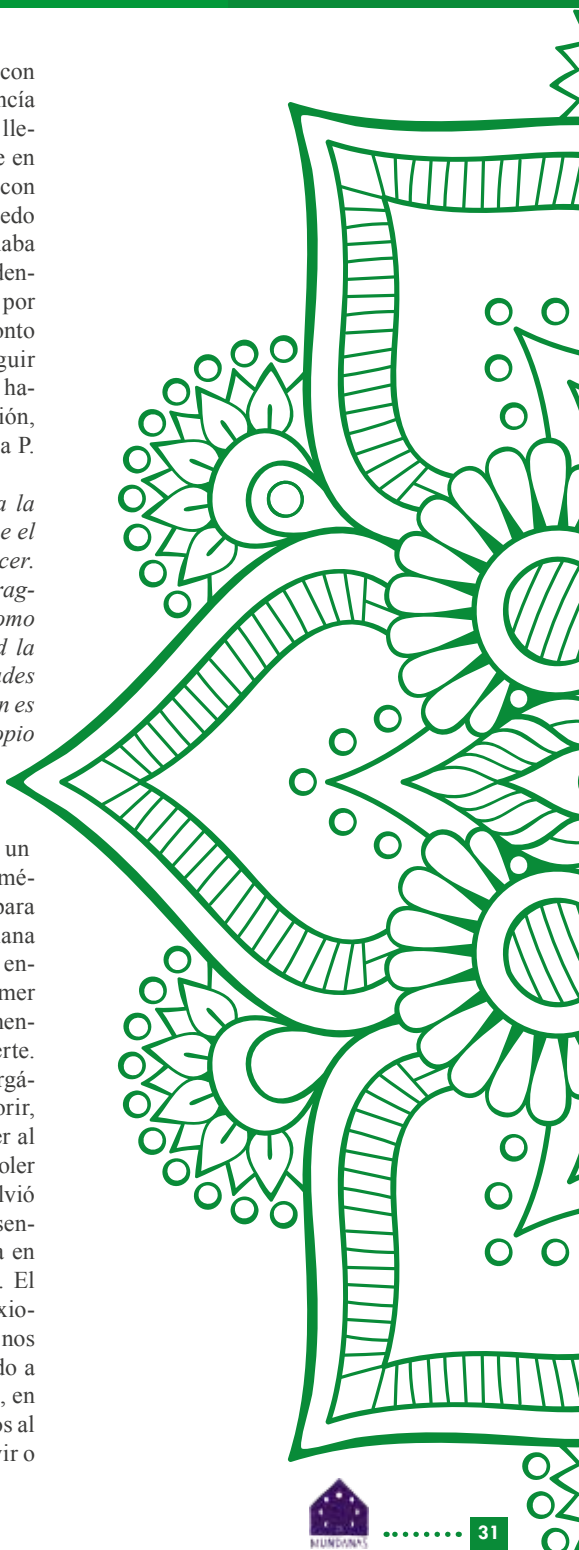 con
ncía
lle-
e en
con
edo
aba
den-
por
onto
guir
ha-
ión,
a P.
a la
e el
cer.
rag-
omo
d la
ades
n es
opio
un
mé-
para
ana
en-
mer
nen-
erte.
rgá-
orir,
er al
oler
lvió
sen-
a en
. El
xio-
nos
do a
, en
os al
vir o
MUNDANAS
31